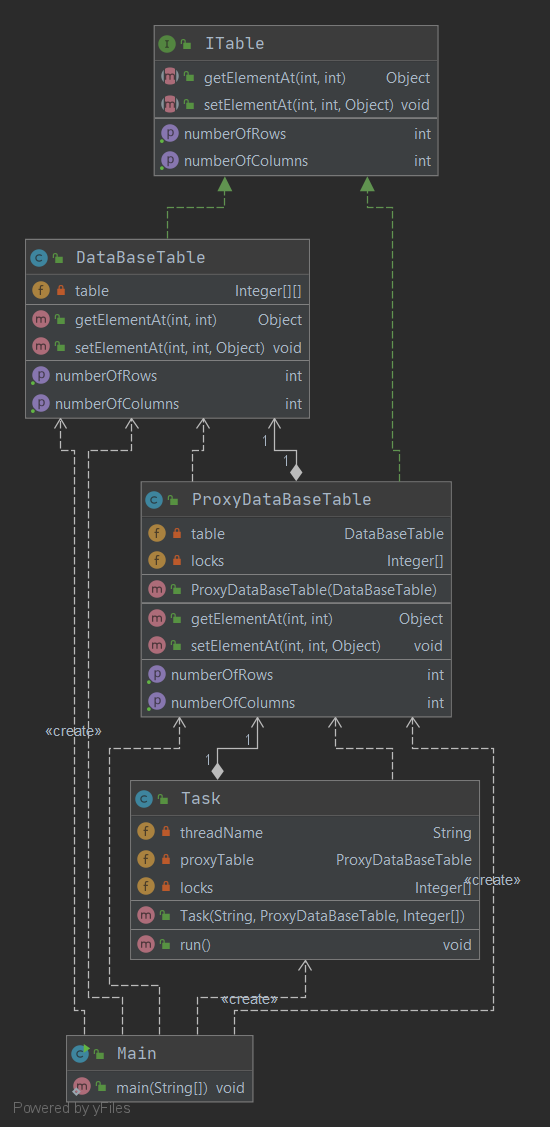 ITable
getElementAt(int, int) Object
setElementAt(int, int, Object) void
numberOfRows int
numberOfColumns int
DataBaseTable
table Integer[][]
getElementAt(int, int) Object
setElementAt(int, int, Object) void
numberOfRows int
numberOfColumns int
1
1
ProxyDataBaseTable
table DataBaseTable
locks Integer[]
ProxyDataBaseTable(DataBaseTable)
getElementAt(int, int) Object
setElementAt(int, int, Object) void
numberOfRows int
numberOfColumns int
«create»
1
1
Task
threadName String
proxyTable ProxyDataBaseTable
locks Integer[]
«create»
Task(String, ProxyDataBaseTable, Integer[])
run() void
«create»
Main
main(String[]) void
Powered by yFiles